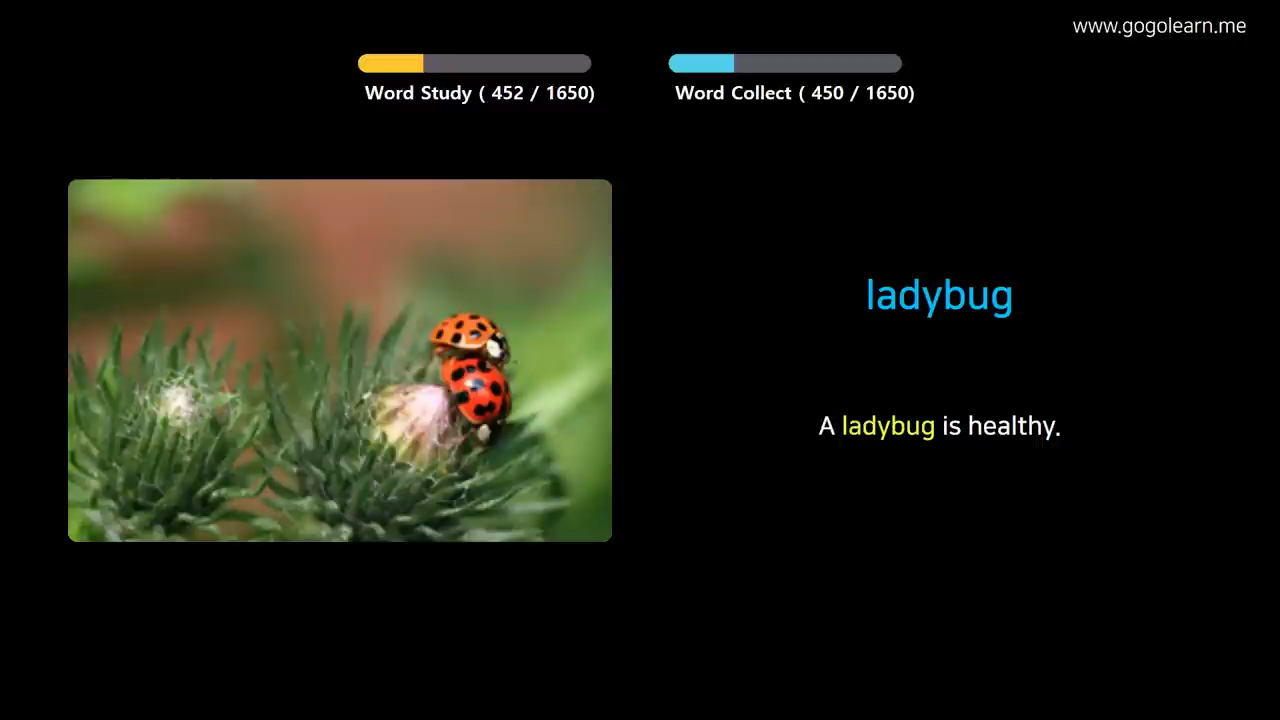 www.gogolearn.me
Word Study ( 452 / 1650)
Word Collect ( 450 / 1650)
ladybug
A ladybug is healthy.